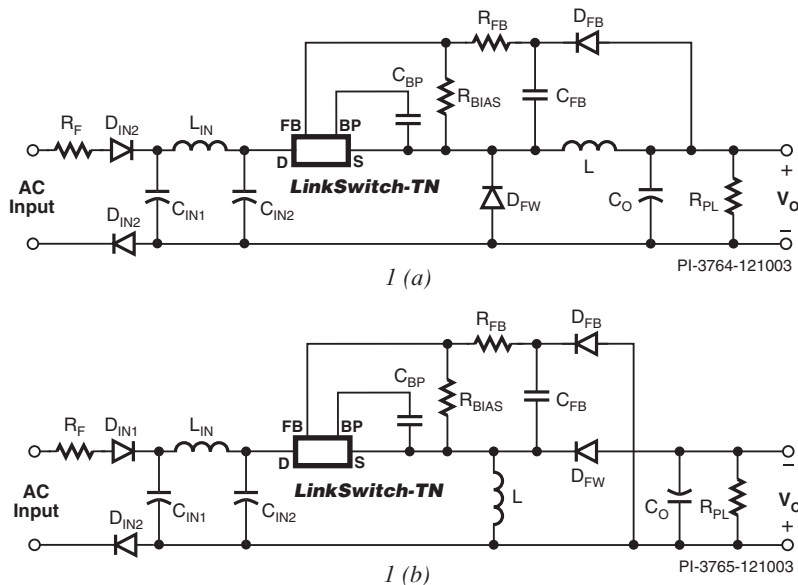 R_FB
D_FB
C_BP
R_BIAS
C_FB
R_F
D_IN2
L_IN
FB
BP
D
S
L
AC
Input
LinkSwitch-TN
D_IN2
C_IN1
C_IN2
D_FW
C_O
R_PL
+
V_O
–
PI-3764-121003
1 (a)
R_FB
D_FB
C_BP
R_BIAS
C_FB
R_F
D_IN1
L_IN
FB
BP
D
S
D_FW
–
AC
Input
LinkSwitch-TN
L
D_IN2
C_IN1
C_IN2
C_O
R_PL
V_O
+
PI-3765-121003
1 (b)